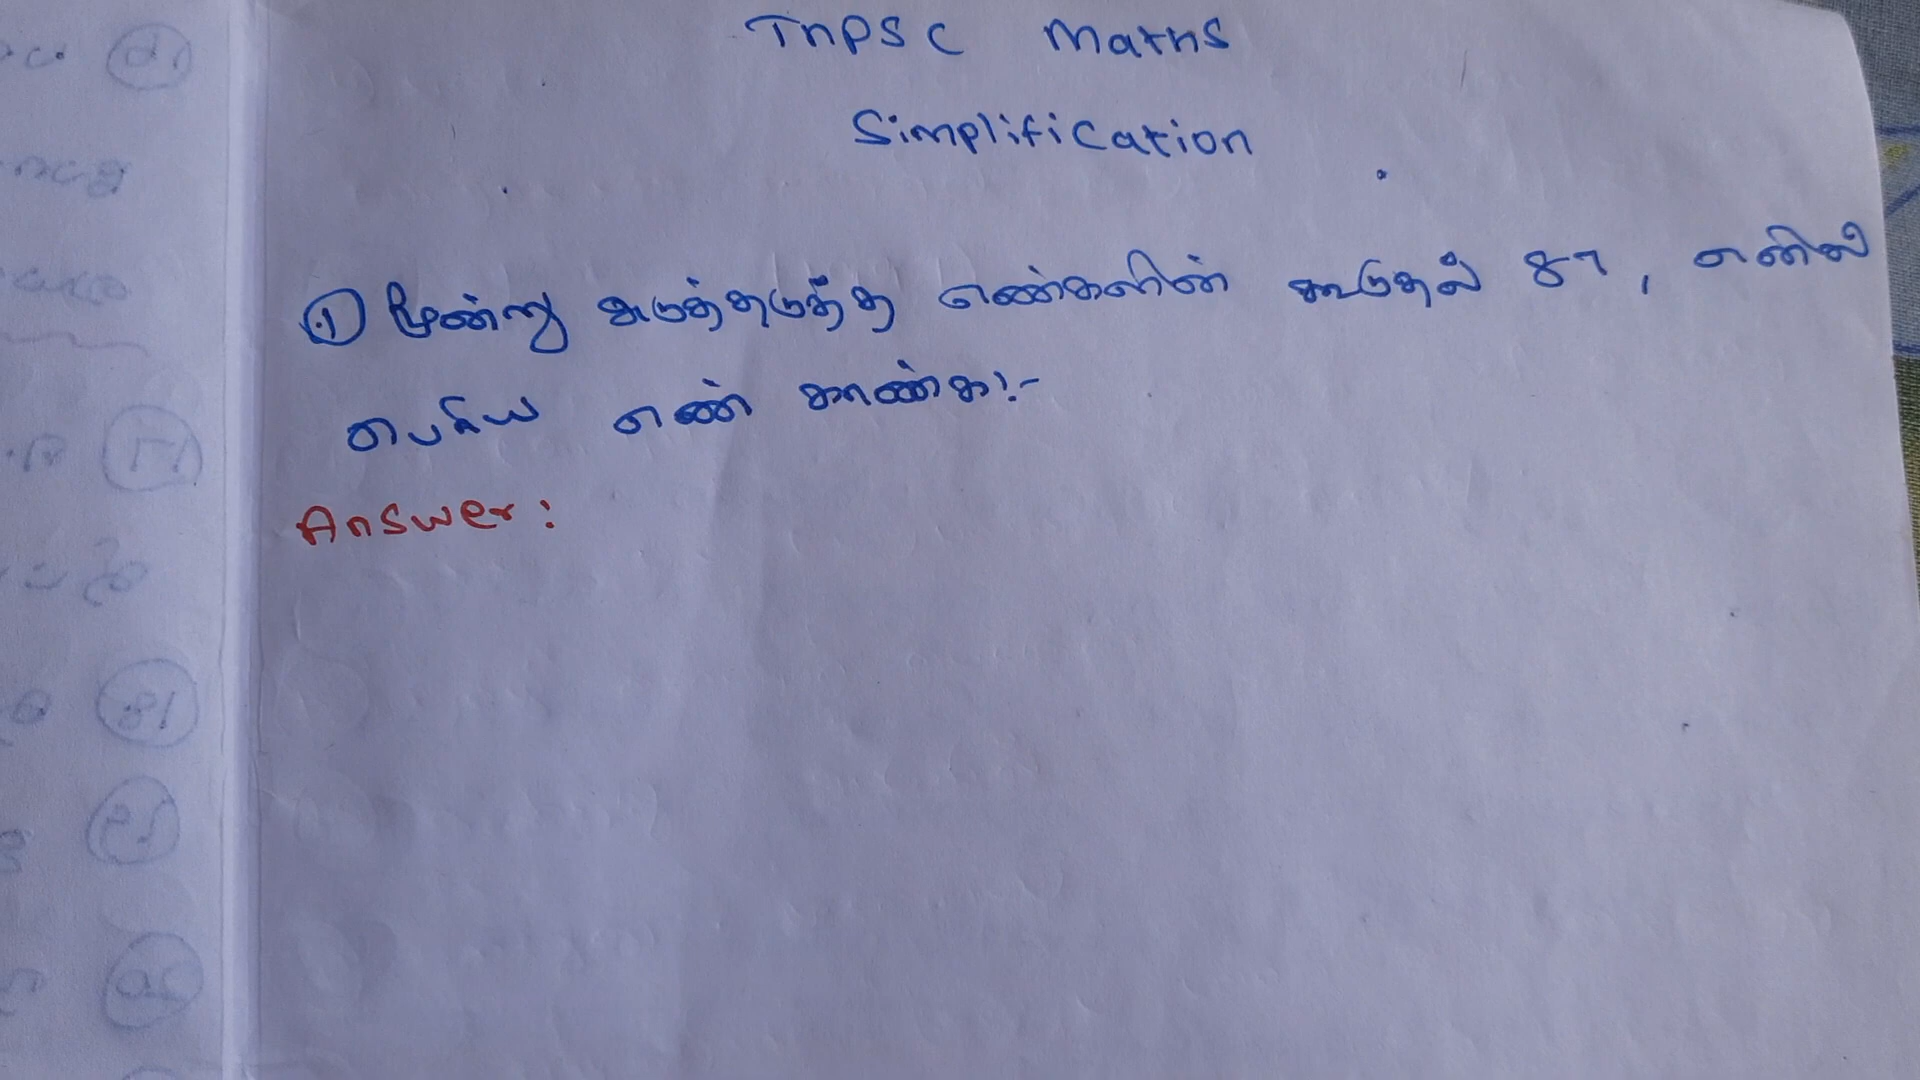 TNPSC Maths
Simplification
① மூன்று அடுத்தடுத்த எண்களின் கூடுதல் 87, எனில்
பெரிய எண் காண்க:-
Answer: